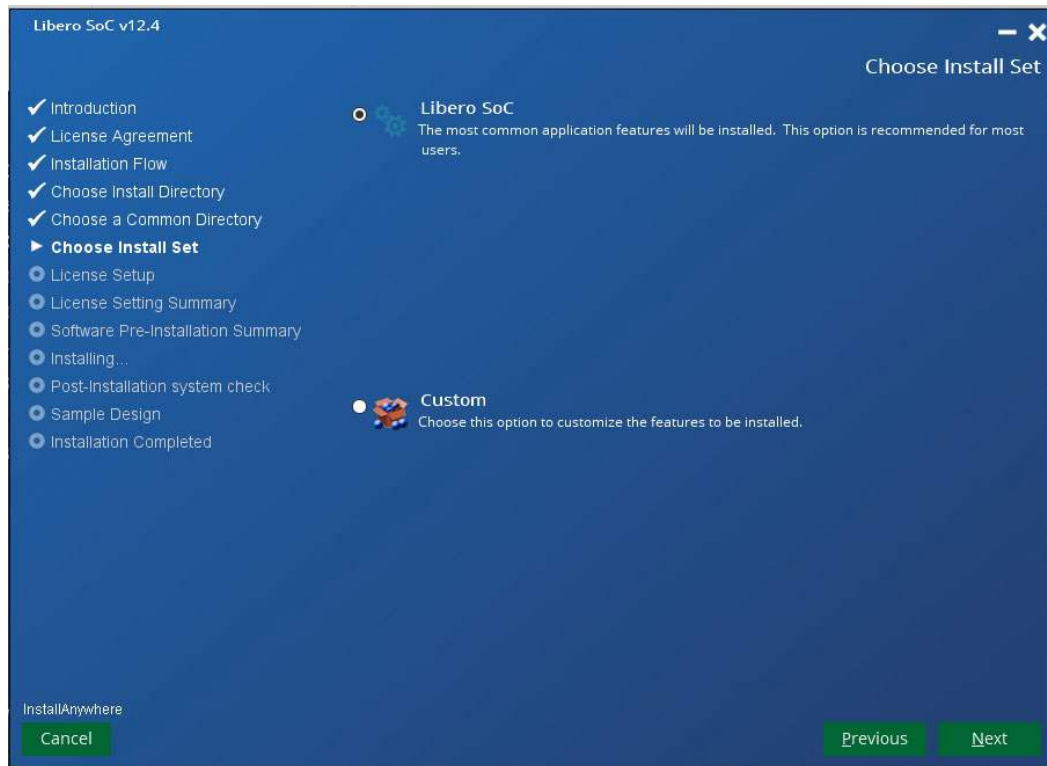 Libero SoC v12.4
Choose Install Set
Introduction
License Agreement
Installation Flow
Choose Install Directory
Choose a Common Directory
Choose Install Set
License Setup
License Setting Summary
Software Pre-Installation Summary
Installing...
Post-Installation system check
Sample Design
Installation Completed
Libero SoC
The most common application features will be installed. This option is recommended for most
users.
Custom
Choose this option to customize the features to be installed.
InstallAnywhere
Cancel
Previous
Next